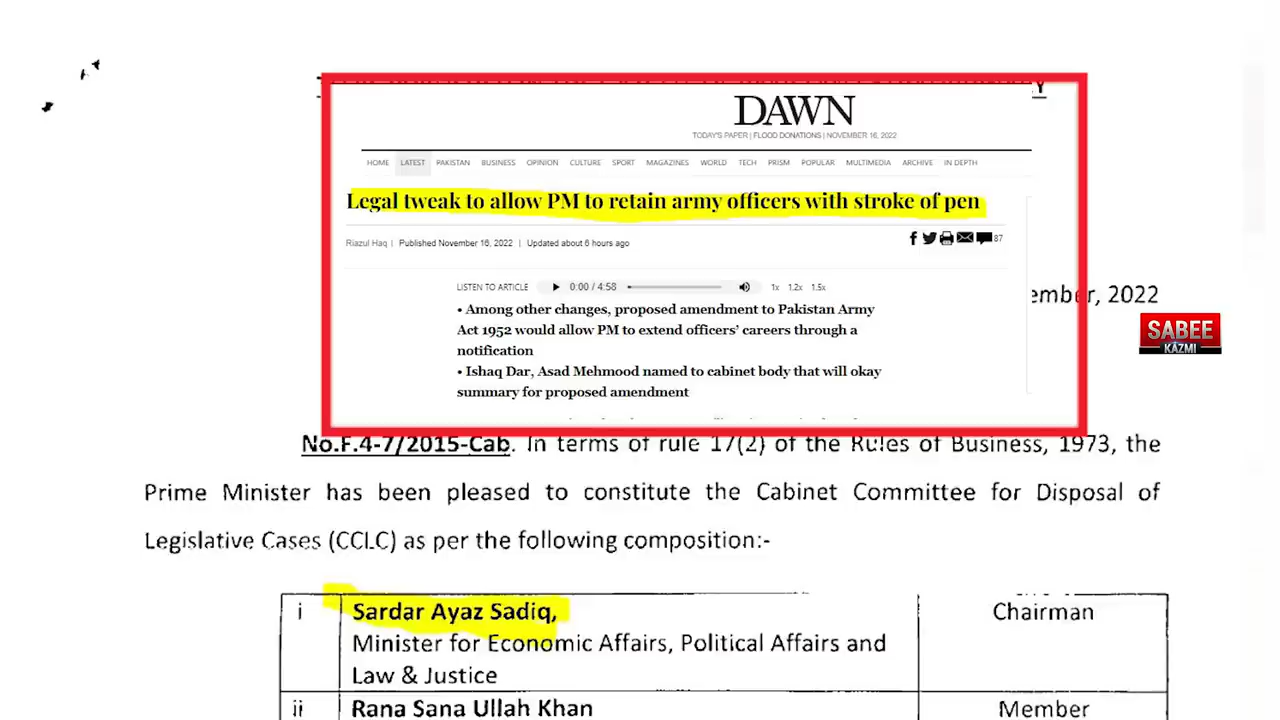 DAWN
TODAY'S PAPER | FLOOD DONATIONS | NOVEMBER 16, 2022
HOME LATEST PAKISTAN BUSINESS OPINION CULTURE SPORT MAGAZINES WORLD TECH PRISM POPULAR MULTIMEDIA ARCHIVE IN DEPTH
Legal tweak to allow PM to retain army officers with stroke of pen
Riazul Haq | Published November 16, 2022 | Updated about 6 hours ago
87
LISTEN TO ARTICLE 0:00 / 4:58 1x 1.2x 1.5x
• Among other changes, proposed amendment to Pakistan Army
Act 1952 would allow PM to extend officers' careers through a
notification
• Ishaq Dar, Asad Mehmood named to cabinet body that will okay
summary for proposed amendment
ember, 2022
SABEE
KAZMI
No.F.4-7/2015-Cab. In terms of rule 17(2) of the Rules of Business, 1973, the
Prime Minister has been pleased to constitute the Cabinet Committee for Disposal of
Legislative Cases (CCLC) as per the following composition:-
i Sardar Ayaz Sadiq, Chairman
Minister for Economic Affairs, Political Affairs and
Law & Justice
ii Rana Sana Ullah Khan Member